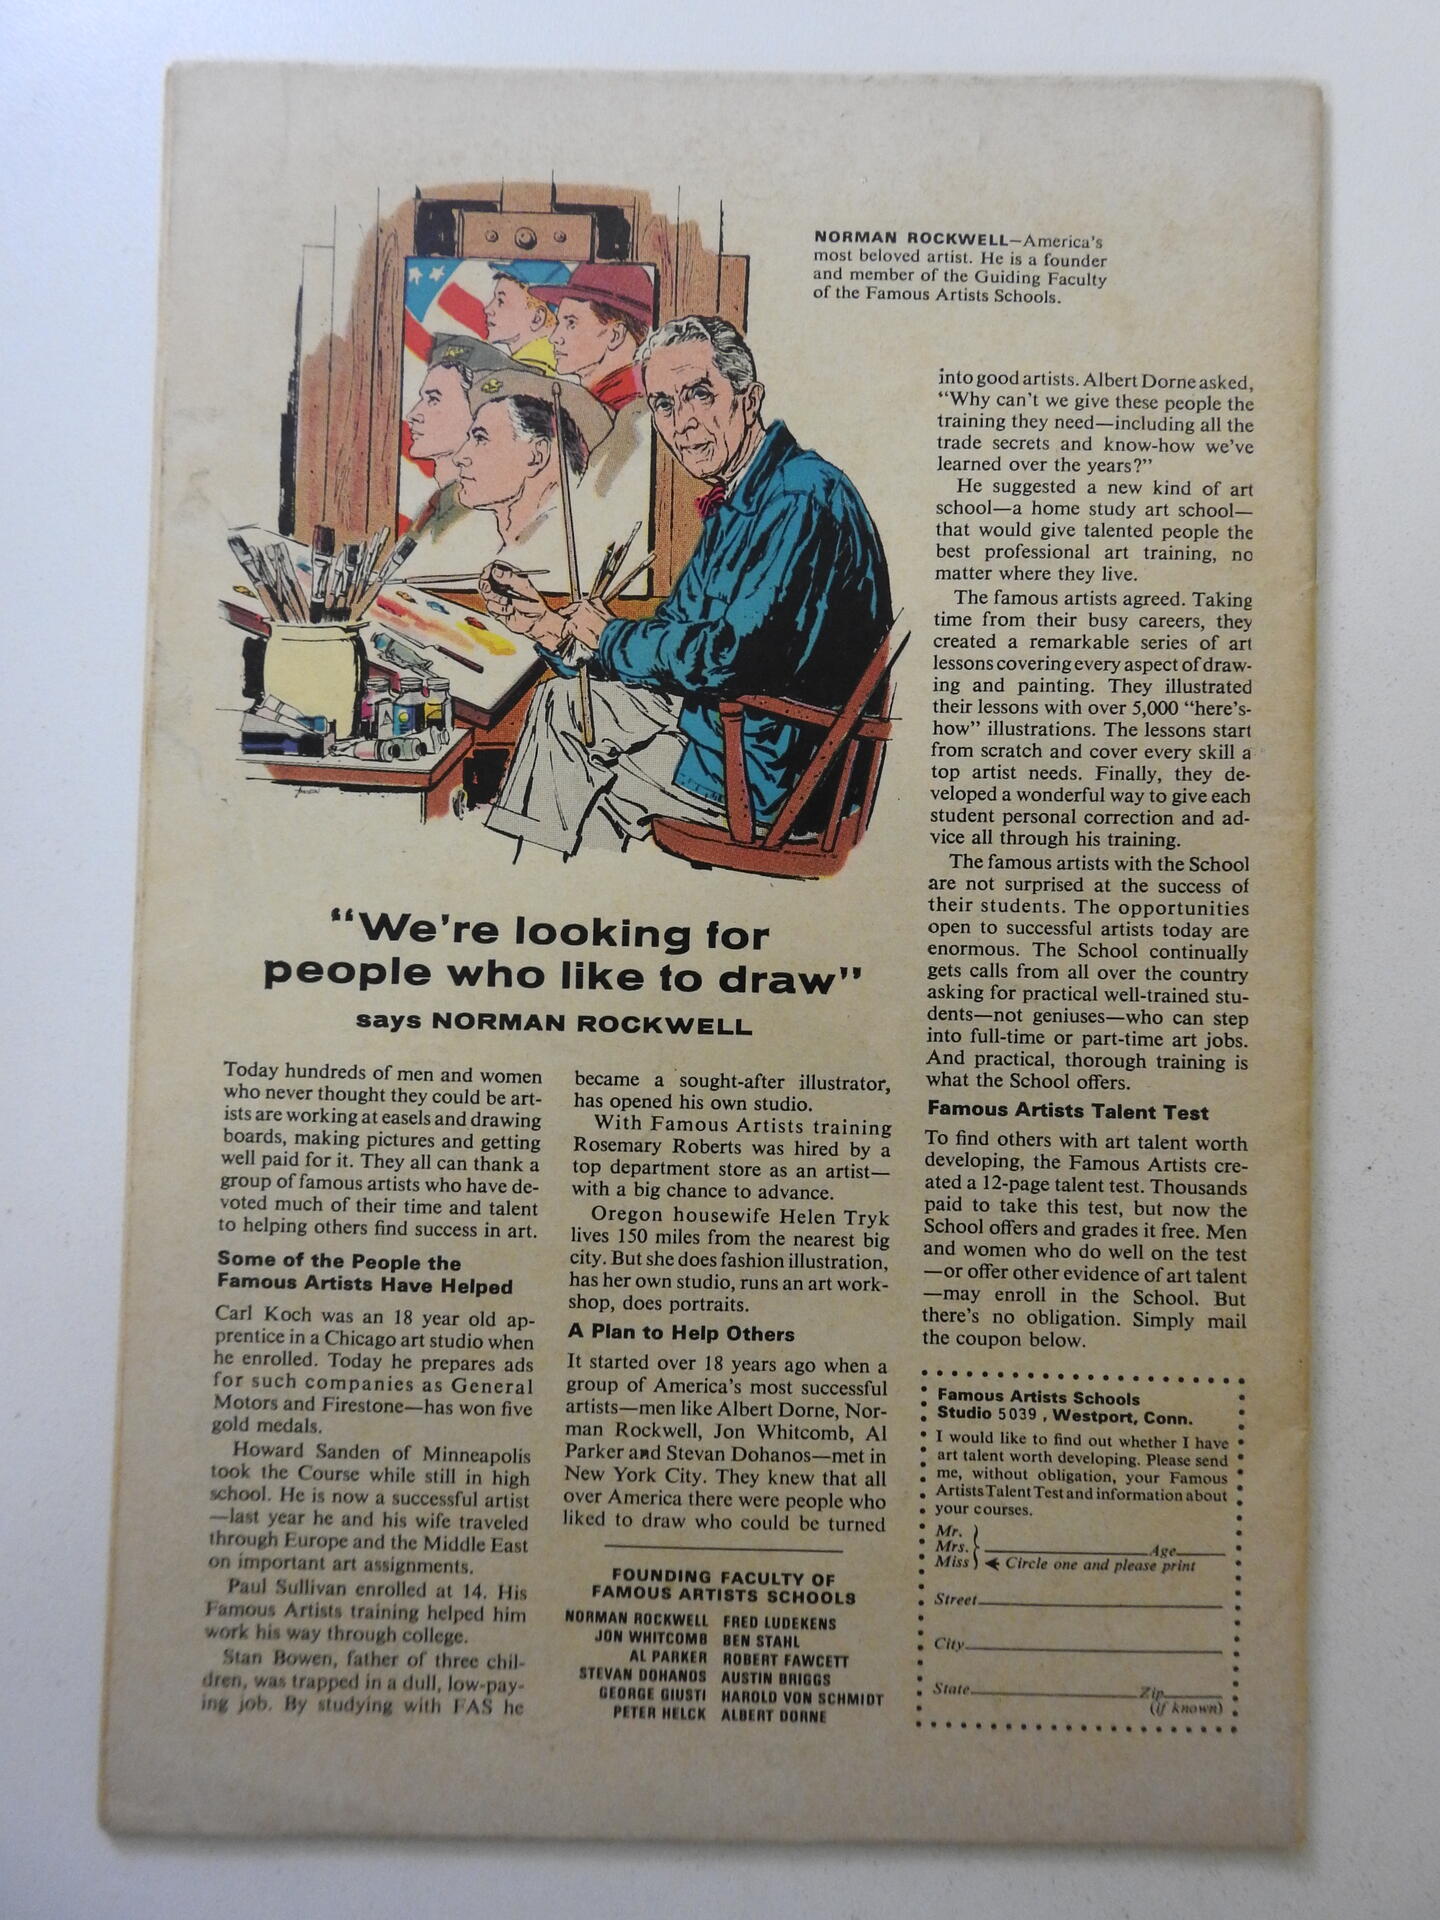 NORMAN ROCKWELL—America's
most beloved artist. He is a founder
and member of the Guiding Faculty
of the Famous Artists Schools.
"We're looking for
people who like to draw"
says NORMAN ROCKWELL
Today hundreds of men and women
who never thought they could be art-
ists are working at easels and drawing
boards, making pictures and getting
well paid for it. They all can thank a
group of famous artists who have de-
voted much of their time and talent
to helping others find success in art.
Some of the People the
Famous Artists Have Helped
Carl Koch was an 18 year old ap-
prentice in a Chicago art studio when
he enrolled. Today he prepares ads
for such companies as General
Motors and Firestone—has won five
gold medals.
Howard Sanden of Minneapolis
took the Course while still in high
school. He is now a successful artist
—last year he and his wife traveled
through Europe and the Middle East
on important art assignments.
Paul Sullivan enrolled at 14. His
Famous Artists training helped him
work his way through college.
Stan Bowen, father of three chil-
dren, was trapped in a dull, low-pay-
ing job. By studying with FAS he
became a sought-after illustrator,
has opened his own studio.
With Famous Artists training
Rosemary Roberts was hired by a
top department store as an artist—
with a big chance to advance.
Oregon housewife Helen Tryk
lives 150 miles from the nearest big
city. But she does fashion illustration,
has her own studio, runs an art work-
shop, does portraits.
A Plan to Help Others
It started over 18 years ago when a
group of America's most successful
artists—men like Albert Dorne, Nor-
man Rockwell, Jon Whitcomb, Al
Parker and Stevan Dohanos—met in
New York City. They knew that all
over America there were people who
liked to draw who could be turned
into good artists. Albert Dorne asked,
"Why can't we give these people the
training they need—including all the
trade secrets and know-how we've
learned over the years?"
He suggested a new kind of art
school—a home study art school—
that would give talented people the
best professional art training, no
matter where they live.
The famous artists agreed. Taking
time from their busy careers, they
created a remarkable series of art
lessons covering every aspect of draw-
ing and painting. They illustrated
their lessons with over 5,000 "here's-
how" illustrations. The lessons start
from scratch and cover every skill a
top artist needs. Finally, they de-
veloped a wonderful way to give each
student personal correction and ad-
vice all through his training.
The famous artists with the School
are not surprised at the success of
their students. The opportunities
open to successful artists today are
enormous. The School continually
gets calls from all over the country
asking for practical well-trained stu-
dents—not geniuses—who can step
into full-time or part-time art jobs.
And practical, thorough training is
what the School offers.
Famous Artists Talent Test
To find others with art talent worth
developing, the Famous Artists cre-
ated a 12-page talent test. Thousands
paid to take this test, but now the
School offers and grades it free. Men
and women who do well on the test
—or offer other evidence of art talent
—may enroll in the School. But
there's no obligation. Simply mail
the coupon below.
FOUNDING FACULTY OF
FAMOUS ARTISTS SCHOOLS
NORMAN ROCKWELL FRED LUDEKENS
JON WHITCOMB BEN STAHL
AL PARKER ROBERT FAWCETT
STEVAN DOHANOS AUSTIN BRIGGS
GEORGE GIUSTI HAROLD VON SCHMIDT
PETER HELCK ALBERT DORNE
Famous Artists Schools
Studio 5039 , Westport, Conn.
I would like to find out whether I have
art talent worth developing. Please send
me, without obligation, your Famous
Artists Talent Test and information about
your courses.
Mr.
Mrs. Age
Miss Circle one and please print
Street
City
State Zip
(if known)